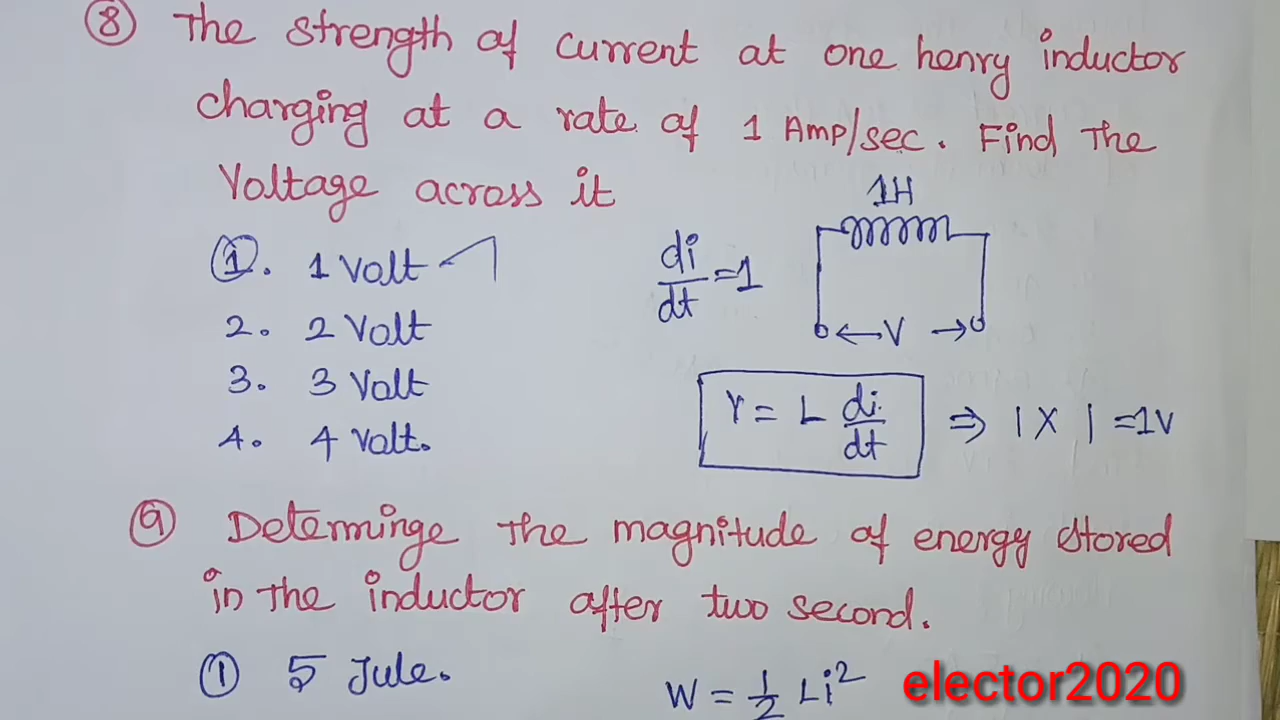 ⑧ The strength of current at one henry inductor
charging at a rate of 1 Amp/sec. Find the
Voltage across it
①. 1 Volt
2. 2 Volt
3. 3 Volt
4. 4 Volt.
di/dt = 1
1H
← V →
V = L di/dt ⇒ 1 X 1 = 1V
⑨ Determinge the magnitude of energy stored
in the inductor after two second.
① 5 Jule.
W = 1/2 Li²
elector2020